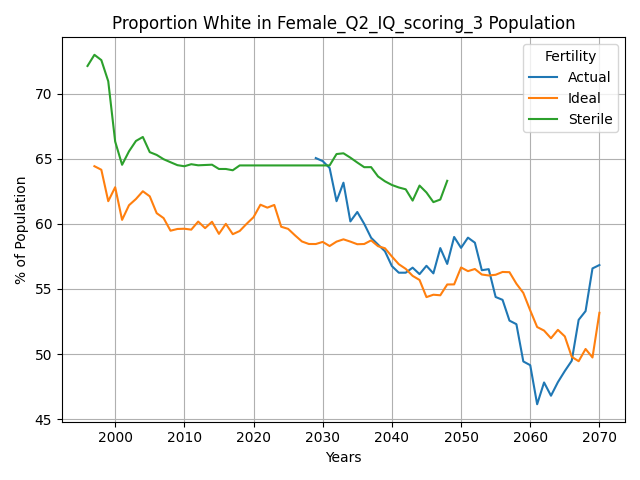 Proportion White in Female_Q2_IQ_scoring_3 Population
% of Population
70
65
60
55
50
45
Fertility
Actual
Ideal
Sterile
2000 2010 2020 2030 2040 2050 2060 2070
Years